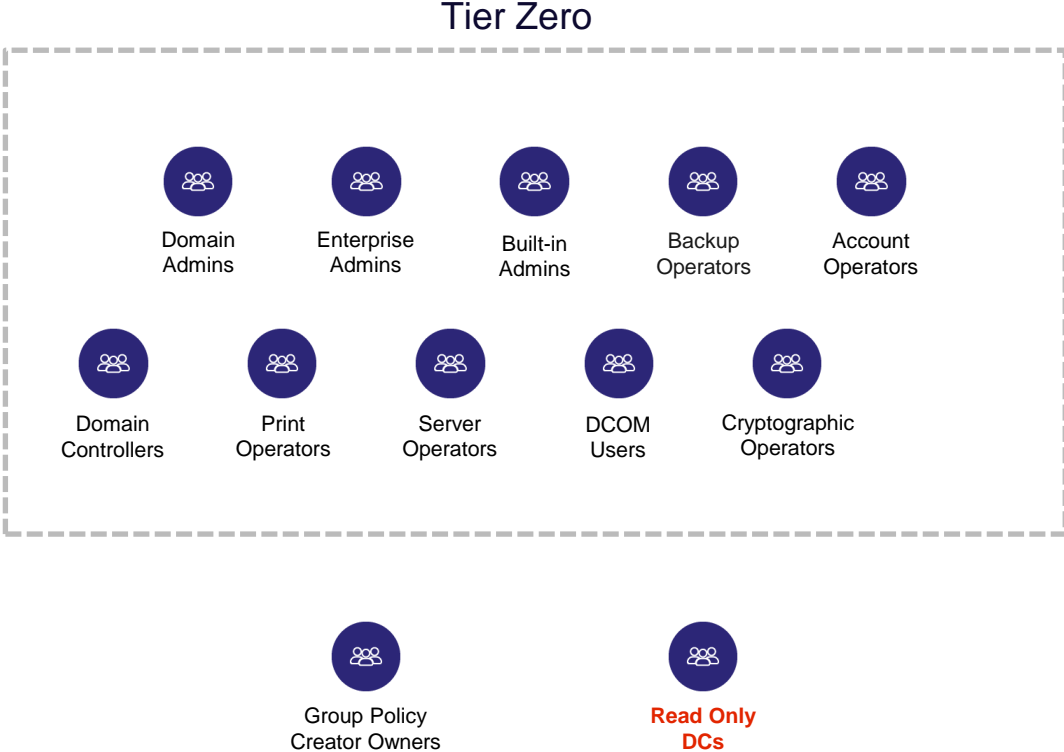 Tier Zero
Domain
Admins
Enterprise
Admins
Built-in
Admins
Backup
Operators
Account
Operators
Domain
Controllers
Print
Operators
Server
Operators
DCOM
Users
Cryptographic
Operators
Group Policy
Creator Owners
Read Only
DCs